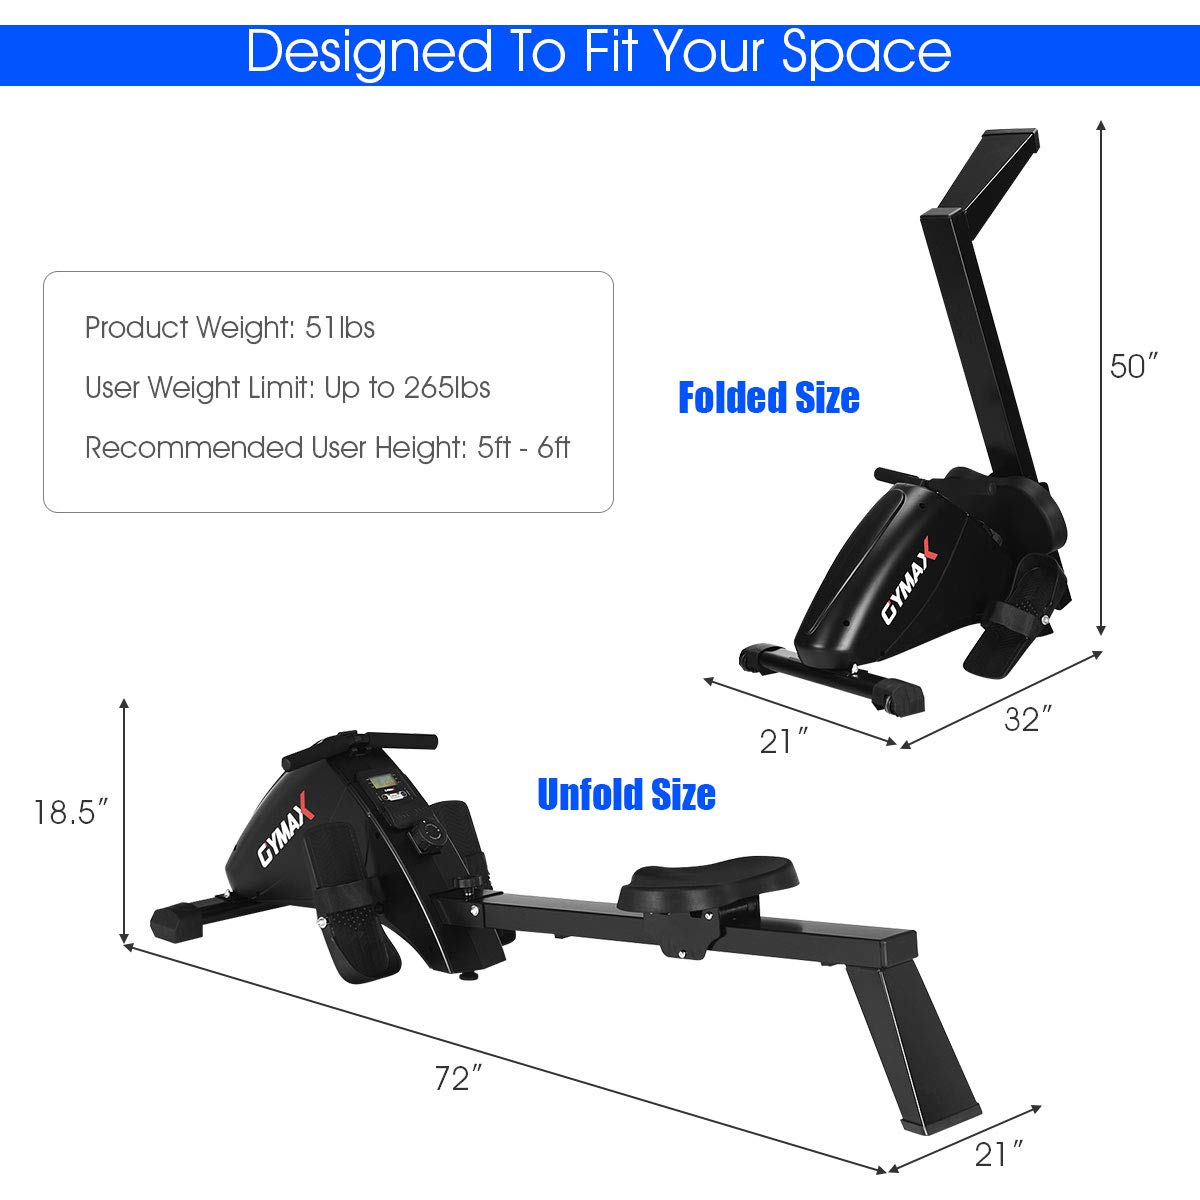 Designed To Fit Your Space
Product Weight: 51lbs
User Weight Limit: Up to 265lbs
Recommended User Height: 5ft - 6ft
Folded Size
50”
GYMAX
21”
32”
Unfold Size
18.5”
GYMAX
72”
21”